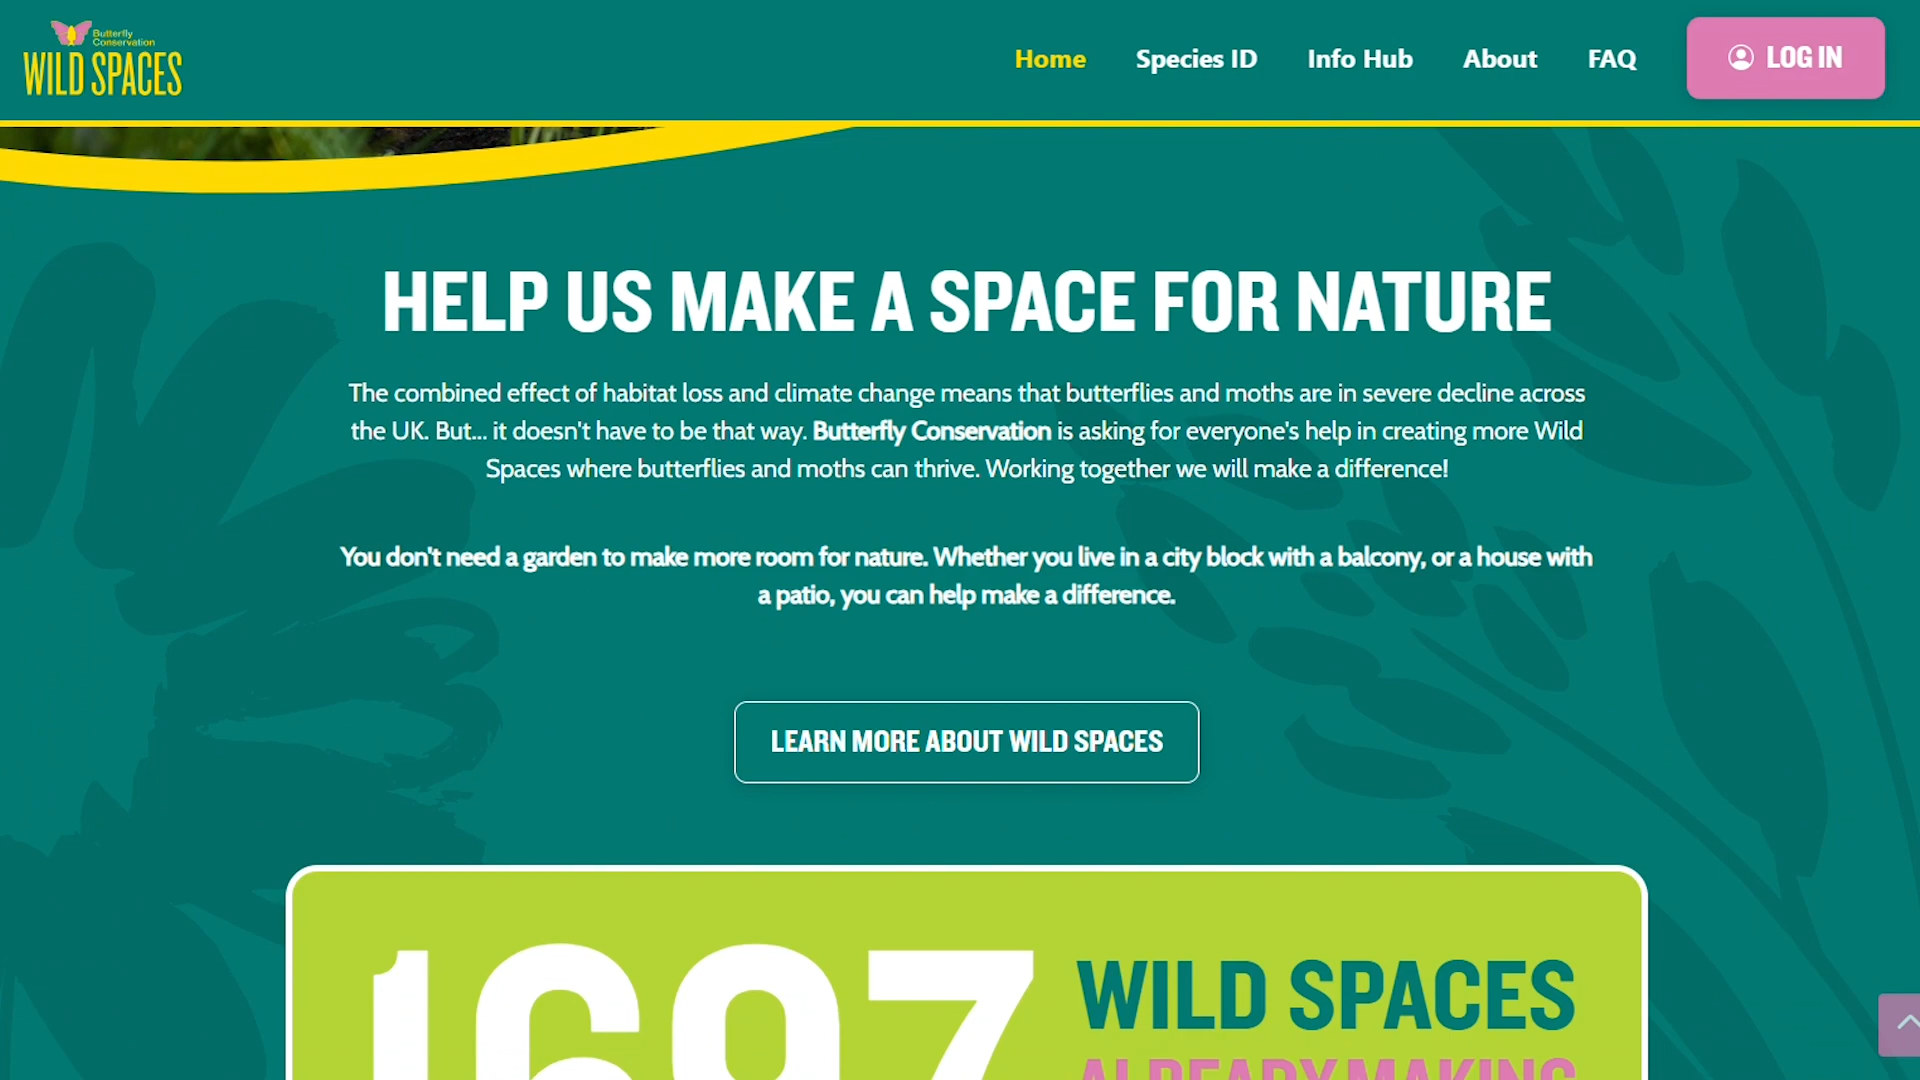 Butterfly
Conservation
WILD SPACES
Home
Species ID
Info Hub
About
FAQ
LOG IN
HELP US MAKE A SPACE FOR NATURE
The combined effect of habitat loss and climate change means that butterflies and moths are in severe decline across
the UK. But... it doesn't have to be that way. Butterfly Conservation is asking for everyone's help in creating more Wild
Spaces where butterflies and moths can thrive. Working together we will make a difference!
You don't need a garden to make more room for nature. Whether you live in a city block with a balcony, or a house with
a patio, you can help make a difference.
LEARN MORE ABOUT WILD SPACES
WILD SPACES
ALREADY MAKING